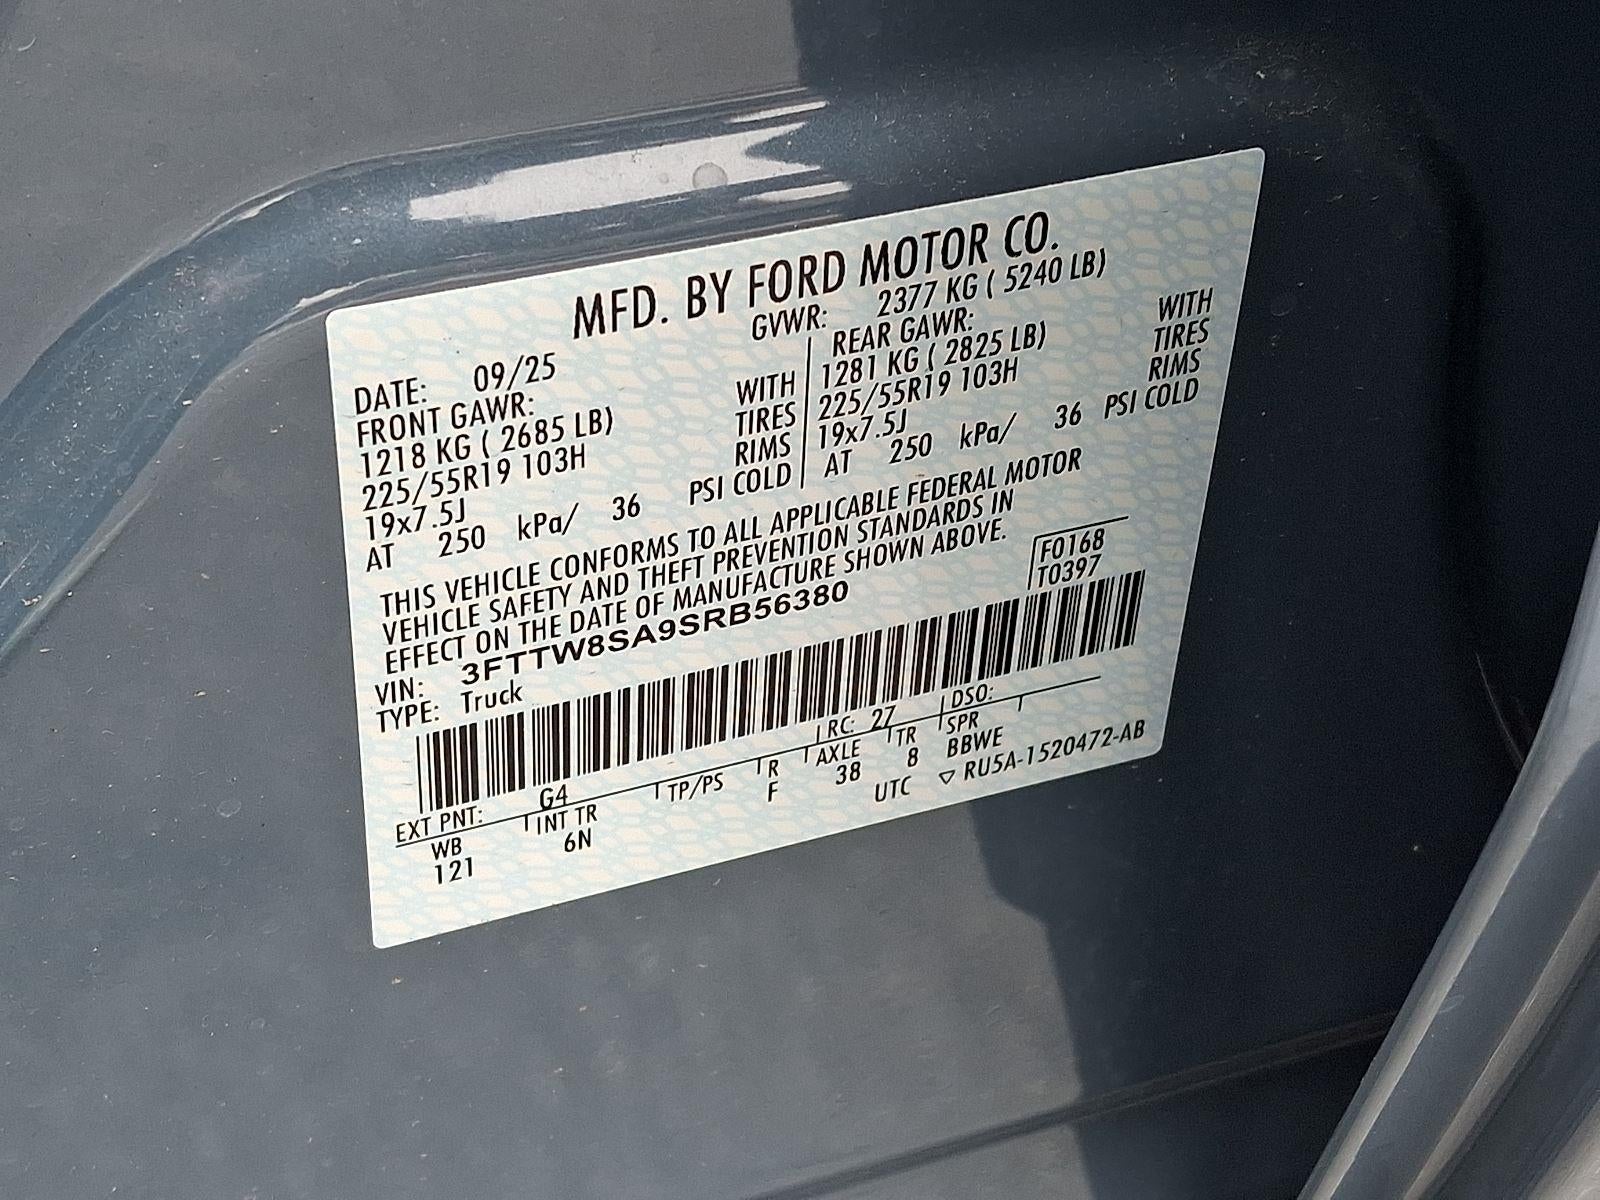 MFD. BY FORD MOTOR CO.
DATE: 09/25 GVWR: 2377 KG ( 5240 LB)
FRONT GAWR:
1218 KG ( 2685 LB) WITH
225/55R19 103H TIRES
19x7.5J RIMS
AT 250 kPa/ 36 PSI COLD
REAR GAWR:
1281 KG ( 2825 LB) WITH
225/55R19 103H TIRES
19x7.5J RIMS
AT 250 kPa/ 36 PSI COLD
THIS VEHICLE CONFORMS TO ALL APPLICABLE FEDERAL MOTOR
VEHICLE SAFETY AND THEFT PREVENTION STANDARDS IN
EFFECT ON THE DATE OF MANUFACTURE SHOWN ABOVE.
F0168
T0397
VIN: 3FTTW8SA9SRB56380
TYPE: Truck
EXT PNT: G4 RC: 27 DSO:
WB INT TR TP/PS R AXLE TR SPR
121 6N F 38 8 BBWE
UTC ▽ RU5A-1520472-AB